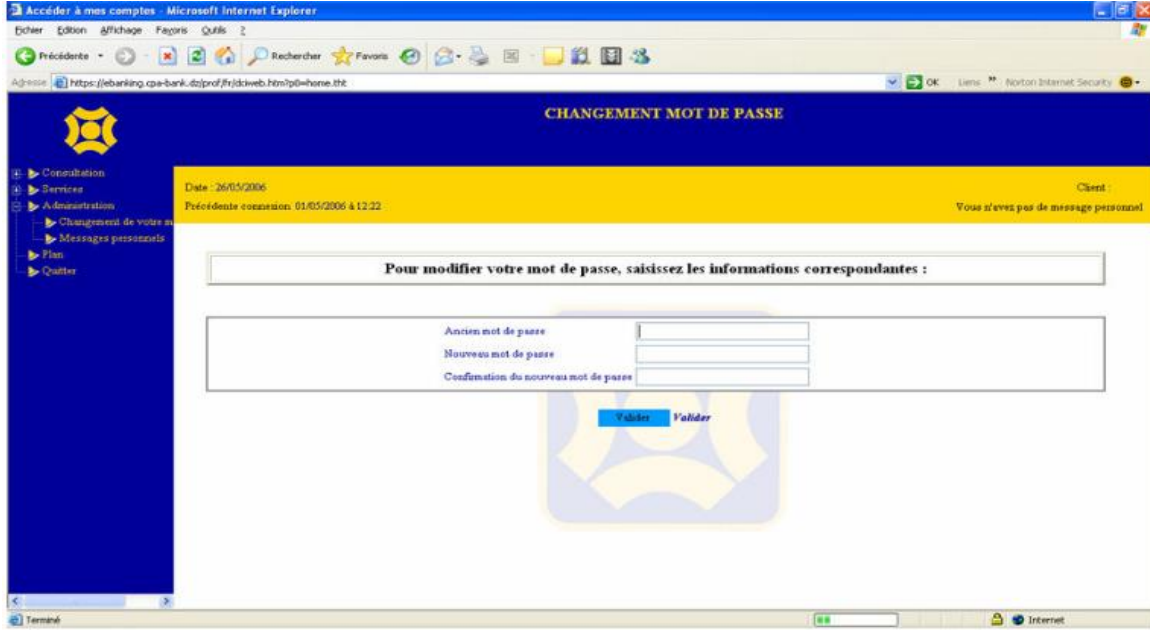 Accéder à mes comptes - Microsoft Internet Explorer
Fichier Edition Affichage Favoris Outils ?
Précédente Rechercher Favoris
Adresse https://ebanking.cpa-bank.dz/prof/fr/dciweb.htm?p0=home.tht OK Liens » Norton Internet Security
CHANGEMENT MOT DE PASSE
Consultation
Services
Administration
Changement de votre m
Messages personnels
Plan
Quitter
Date : 26/05/2006
Client :
Précédente connexion 01/05/2006 à 12:22
Vous n'avez pas de message personnel
Pour modifier votre mot de passe, saisissez les informations correspondantes :
Ancien mot de passe
Nouveau mot de passe
Confirmation du nouveau mot de passe
Valider Valider
Terminé
Internet